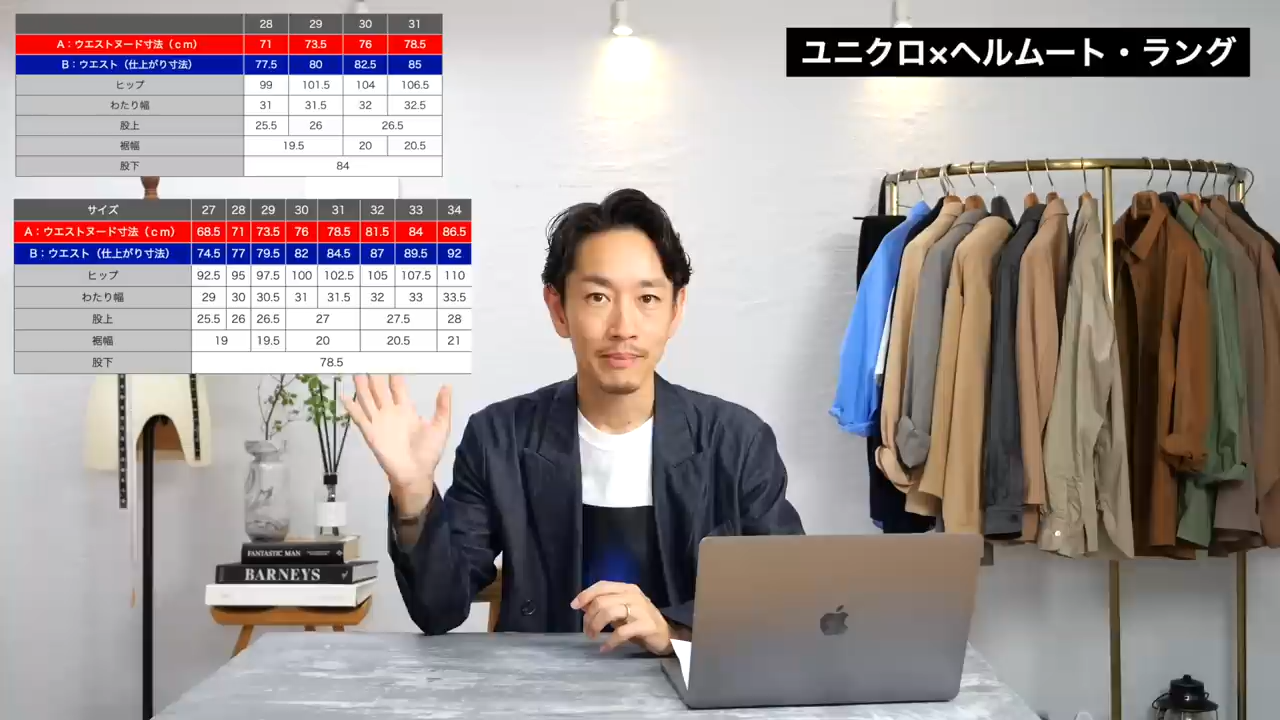 28 29 30 31
A：ウエストヌード寸法（cm） 71 73.5 76 78.5
B：ウエスト（仕上がり寸法） 77.5 80 82.5 85
ヒップ 99 101.5 104 106.5
わたり幅 31 31.5 32 32.5
股上 25.5 26 26.5
裾幅 19.5 20 20.5
股下 84
サイズ 27 28 29 30 31 32 33 34
A：ウエストヌード寸法（cm） 68.5 71 73.5 76 78.5 81.5 84 86.5
B：ウエスト（仕上がり寸法） 74.5 77 79.5 82 84.5 87 89.5 92
ヒップ 92.5 95 97.5 100 102.5 105 107.5 110
わたり幅 29 30 30.5 31 31.5 32 33 33.5
股上 25.5 26 26.5 27 27.5 28
裾幅 19 19.5 20 20.5 21
股下 78.5
ユニクロ×ヘルムート・ラング
FANTASTIC MAN
BARNEYS